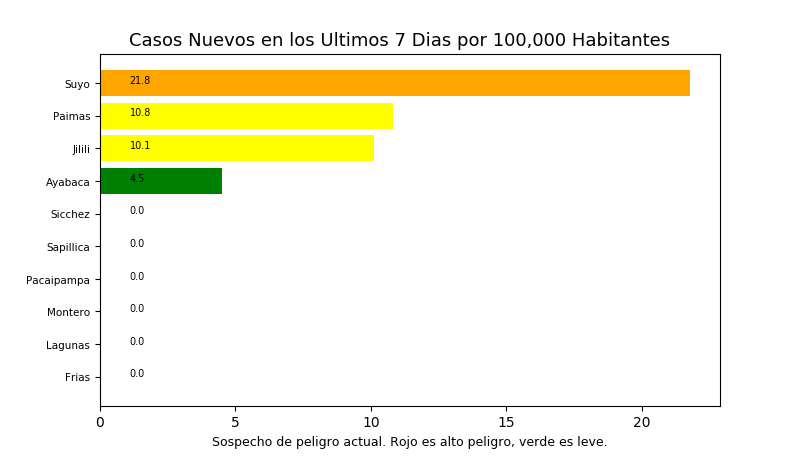 Casos Nuevos en los Ultimos 7 Dias por 100,000 Habitantes
Suyo 21.8
Paimas 10.8
Jilili 10.1
Ayabaca 4.5
Sicchez 0.0
Sapillica 0.0
Pacaipampa 0.0
Montero 0.0
Lagunas 0.0
Frias 0.0
0 5 10 15 20
Sospecho de peligro actual. Rojo es alto peligro, verde es leve.